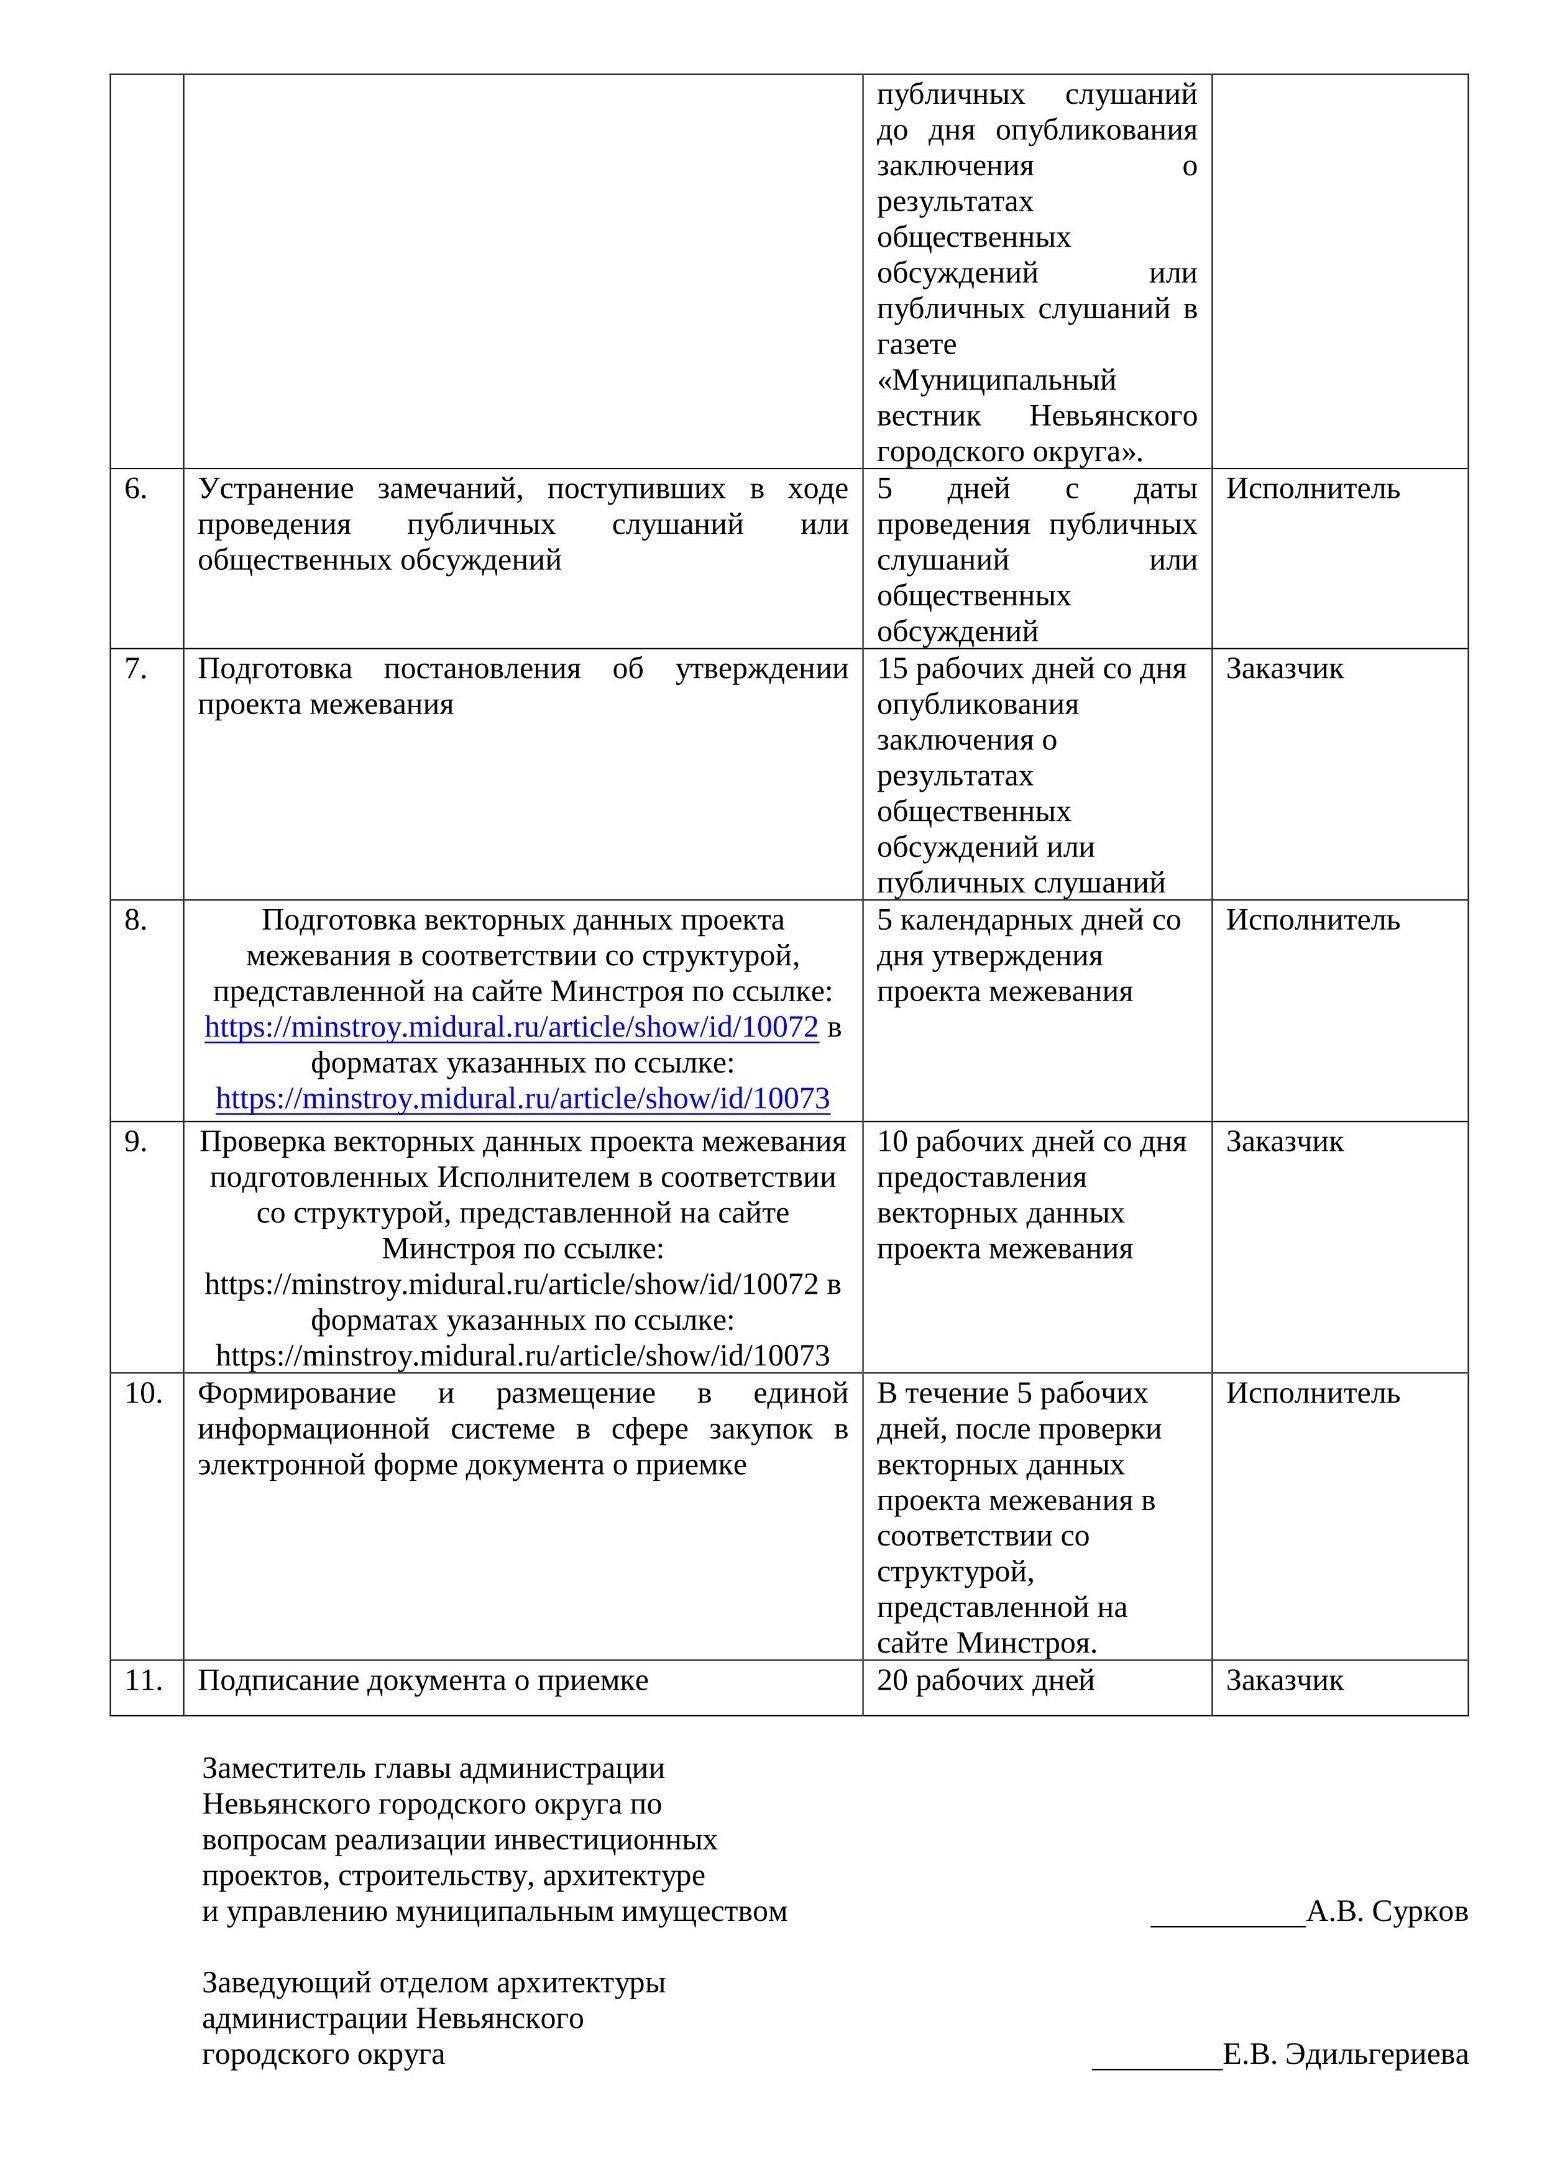 публичных слушаний
до дня опубликования
заключения о
результатах
общественных
обсуждений или
публичных слушаний в
газете
«Муниципальный
вестник Невьянского
городского округа».
6.
Устранение замечаний, поступивших в ходе
проведения публичных слушаний или
общественных обсуждений
5 дней с даты
проведения публичных
слушаний или
общественных
обсуждений
Исполнитель
7.
Подготовка постановления об утверждении
проекта межевания
15 рабочих дней со дня
опубликования
заключения о
результатах
общественных
обсуждений или
публичных слушаний
Заказчик
8.
Подготовка векторных данных проекта
межевания в соответствии со структурой,
представленной на сайте Минстроя по ссылке:
https://minstroy.midural.ru/article/show/id/10072 в
форматах указанных по ссылке:
https://minstroy.midural.ru/article/show/id/10073
5 календарных дней со
дня утверждения
проекта межевания
Исполнитель
9.
Проверка векторных данных проекта межевания
подготовленных Исполнителем в соответствии
со структурой, представленной на сайте
Минстроя по ссылке:
https://minstroy.midural.ru/article/show/id/10072 в
форматах указанных по ссылке:
https://minstroy.midural.ru/article/show/id/10073
10 рабочих дней со дня
предоставления
векторных данных
проекта межевания
Заказчик
10.
Формирование и размещение в единой
информационной системе в сфере закупок в
электронной форме документа о приемке
В течение 5 рабочих
дней, после проверки
векторных данных
проекта межевания в
соответствии со
структурой,
представленной на
сайте Минстроя.
Исполнитель
11.
Подписание документа о приемке
20 рабочих дней
Заказчик
Заместитель главы администрации
Невьянского городского округа по
вопросам реализации инвестиционных
проектов, строительству, архитектуре
и управлению муниципальным имуществом __________А.В. Сурков
Заведующий отделом архитектуры
администрации Невьянского
городского округа ________Е.В. Эдильгериева